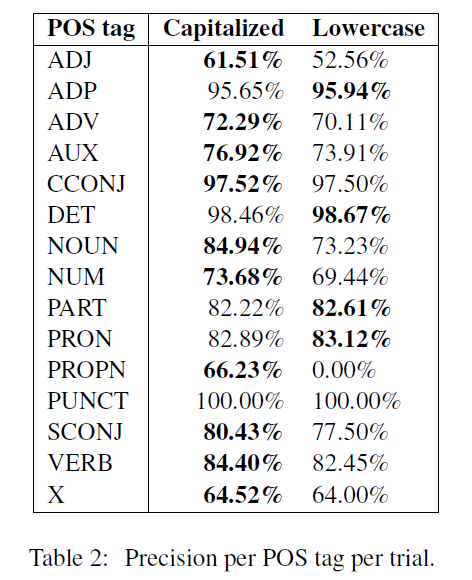 POS tag Capitalized Lowercase
ADJ 61.51% 52.56%
ADP 95.65% 95.94%
ADV 72.29% 70.11%
AUX 76.92% 73.91%
CCONJ 97.52% 97.50%
DET 98.46% 98.67%
NOUN 84.94% 73.23%
NUM 73.68% 69.44%
PART 82.22% 82.61%
PRON 82.89% 83.12%
PROPN 66.23% 0.00%
PUNCT 100.00% 100.00%
SCONJ 80.43% 77.50%
VERB 84.40% 82.45%
X 64.52% 64.00%
Table 2: Precision per POS tag per trial.